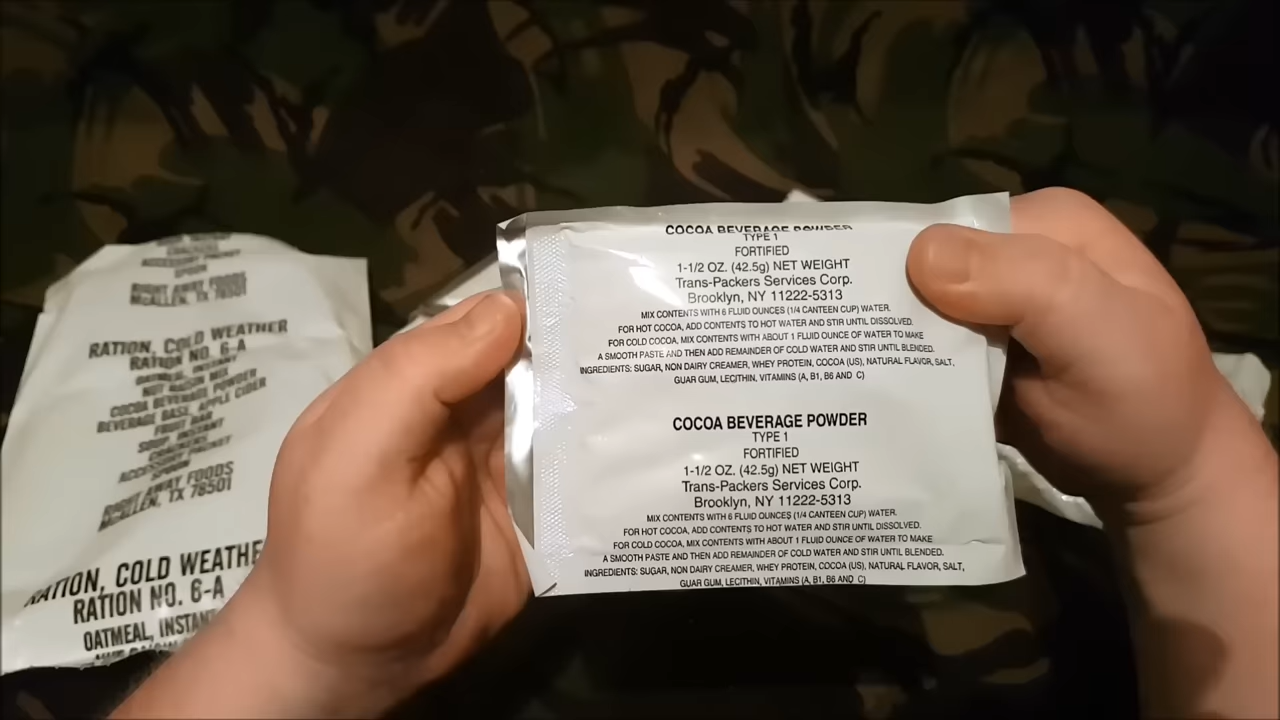 ACCESSORY PACKET
SPOON
RIGHT AWAY FOODS
McALLEN, TX 78501
RATION, COLD WEATHER
RATION NO. 6-A
OATMEAL, INSTANT
NUT RAISIN MIX
COCOA BEVERAGE POWDER
BEVERAGE BASE, APPLE CIDER
FRUIT BAR
SOUP, INSTANT
CRACKERS
ACCESSORY PACKET
SPOON
RIGHT AWAY FOODS
McALLEN, TX 78501
RATION, COLD WEATHE
RATION NO. 6-A
OATMEAL, INSTAN
COCOA BEVERAGE POWDER
TYPE 1
FORTIFIED
1-1/2 OZ. (42.5g) NET WEIGHT
Trans-Packers Services Corp.
Brooklyn, NY 11222-5313
MIX CONTENTS WITH 6 FLUID OUNCES (1/4 CANTEEN CUP) WATER.
FOR HOT COCOA, ADD CONTENTS TO HOT WATER AND STIR UNTIL DISSOLVED.
FOR COLD COCOA, MIX CONTENTS WITH ABOUT 1 FLUID OUNCE OF WATER TO MAKE
A SMOOTH PASTE AND THEN ADD REMAINDER OF COLD WATER AND STIR UNTIL BLENDED.
INGREDIENTS: SUGAR, NON DAIRY CREAMER, WHEY PROTEIN, COCOA (US), NATURAL FLAVOR, SALT,
GUAR GUM, LECITHIN, VITAMINS (A, B1, B6 AND C)
COCOA BEVERAGE POWDER
TYPE 1
FORTIFIED
1-1/2 OZ. (42.5g) NET WEIGHT
Trans-Packers Services Corp.
Brooklyn, NY 11222-5313
MIX CONTENTS WITH 6 FLUID OUNCES (1/4 CANTEEN CUP) WATER.
FOR HOT COCOA, ADD CONTENTS TO HOT WATER AND STIR UNTIL DISSOLVED.
FOR COLD COCOA, MIX CONTENTS WITH ABOUT 1 FLUID OUNCE OF WATER TO MAKE
A SMOOTH PASTE AND THEN ADD REMAINDER OF COLD WATER AND STIR UNTIL BLENDED.
INGREDIENTS: SUGAR, NON DAIRY CREAMER, WHEY PROTEIN, COCOA (US), NATURAL FLAVOR, SALT,
GUAR GUM, LECITHIN, VITAMINS (A, B1, B6 AND C)